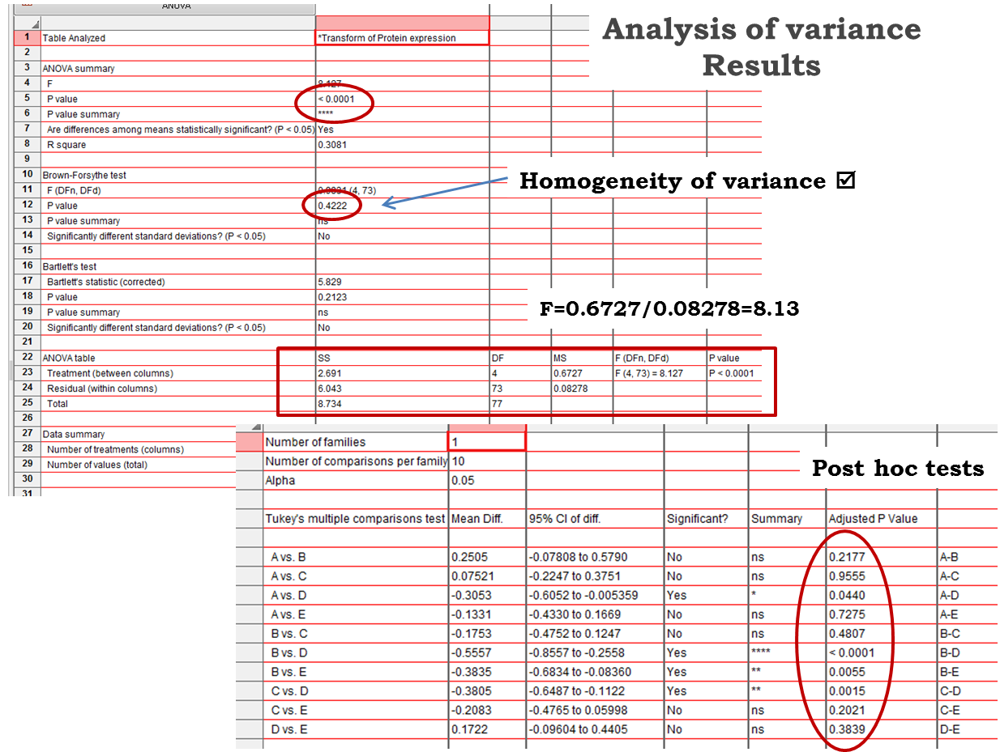 ANOVA
Analysis of variance
Results
1 Table Analyzed *Transform of Protein expression
2
3 ANOVA summary
4 F 8.127
5 P value < 0.0001
6 P value summary ****
7 Are differences among means statistically significant? (P < 0.05) Yes
8 R square 0.3081
9
10 Brown-Forsythe test
Homogeneity of variance ☑
11 F (DFn, DFd) (4, 73)
12 P value 0.4222
13 P value summary ns
14 Significantly different standard deviations? (P < 0.05) No
15
16 Bartlett's test
17 Bartlett's statistic (corrected) 5.829
18 P value 0.2123
19 P value summary ns
F=0.6727/0.08278=8.13
20 Significantly different standard deviations? (P < 0.05) No
21
22 ANOVA table SS DF MS F (DFn, DFd) P value
23 Treatment (between columns) 2.691 4 0.6727 F (4, 73) = 8.127 P < 0.0001
24 Residual (within columns) 6.043 73 0.08278
25 Total 8.734 77
26
27 Data summary
28 Number of treatments (columns)
29 Number of values (total)
30
31
Number of families 1
Number of comparisons per family 10
Post hoc tests
Alpha 0.05
Tukey's multiple comparisons test Mean Diff. 95% CI of diff. Significant? Summary Adjusted P Value
A vs. B 0.2505 -0.07808 to 0.5790 No ns 0.2177 A-B
A vs. C 0.07521 -0.2247 to 0.3751 No ns 0.9555 A-C
A vs. D -0.3053 -0.6052 to -0.005359 Yes * 0.0440 A-D
A vs. E -0.1331 -0.4330 to 0.1669 No ns 0.7275 A-E
B vs. C -0.1753 -0.4752 to 0.1247 No ns 0.4807 B-C
B vs. D -0.5557 -0.8557 to -0.2558 Yes **** < 0.0001 B-D
B vs. E -0.3835 -0.6834 to -0.08360 Yes ** 0.0055 B-E
C vs. D -0.3805 -0.6487 to -0.1122 Yes ** 0.0015 C-D
C vs. E -0.2083 -0.4765 to 0.05998 No ns 0.2021 C-E
D vs. E 0.1722 -0.09604 to 0.4405 No ns 0.3839 D-E